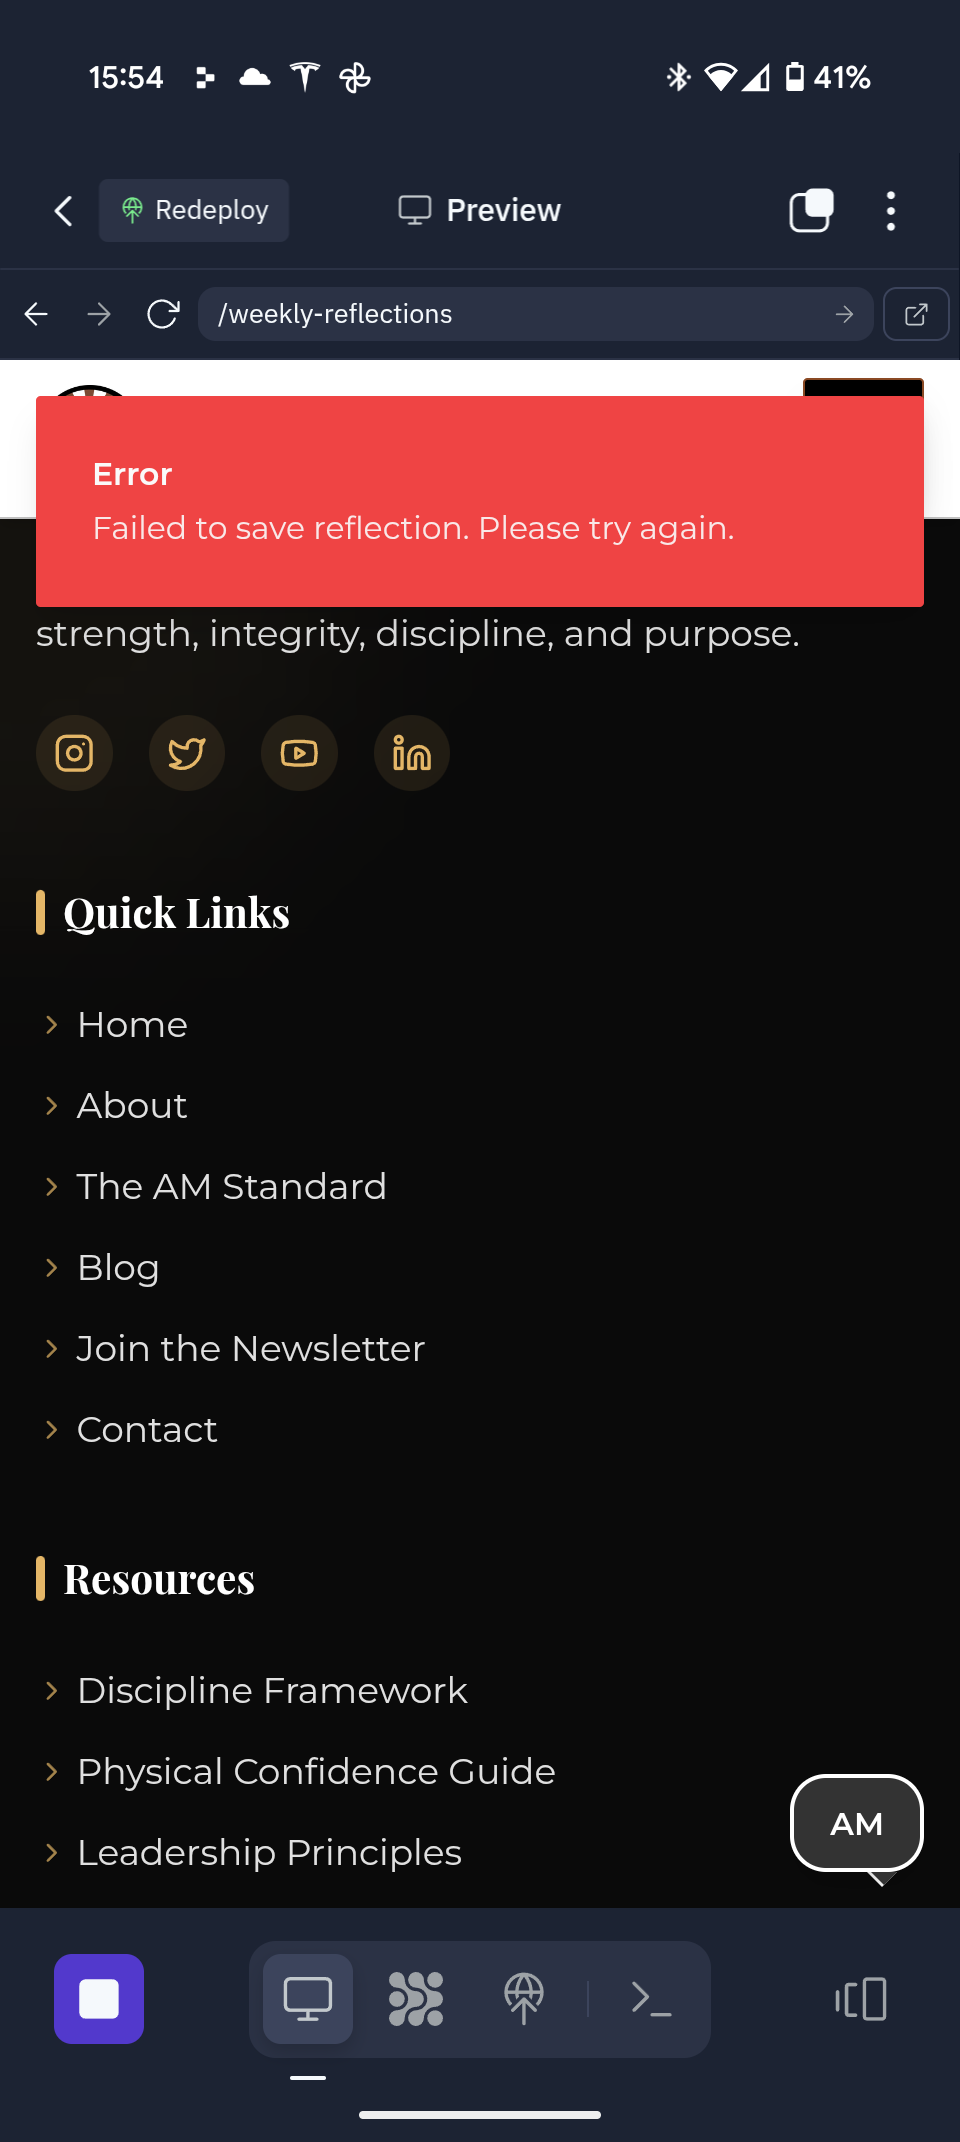 15:54
41%
Redeploy
Preview
/weekly-reflections
Error
Failed to save reflection. Please try again.
strength, integrity, discipline, and purpose.
Quick Links
Home
About
The AM Standard
Blog
Join the Newsletter
Contact
Resources
Discipline Framework
Physical Confidence Guide
Leadership Principles
AM